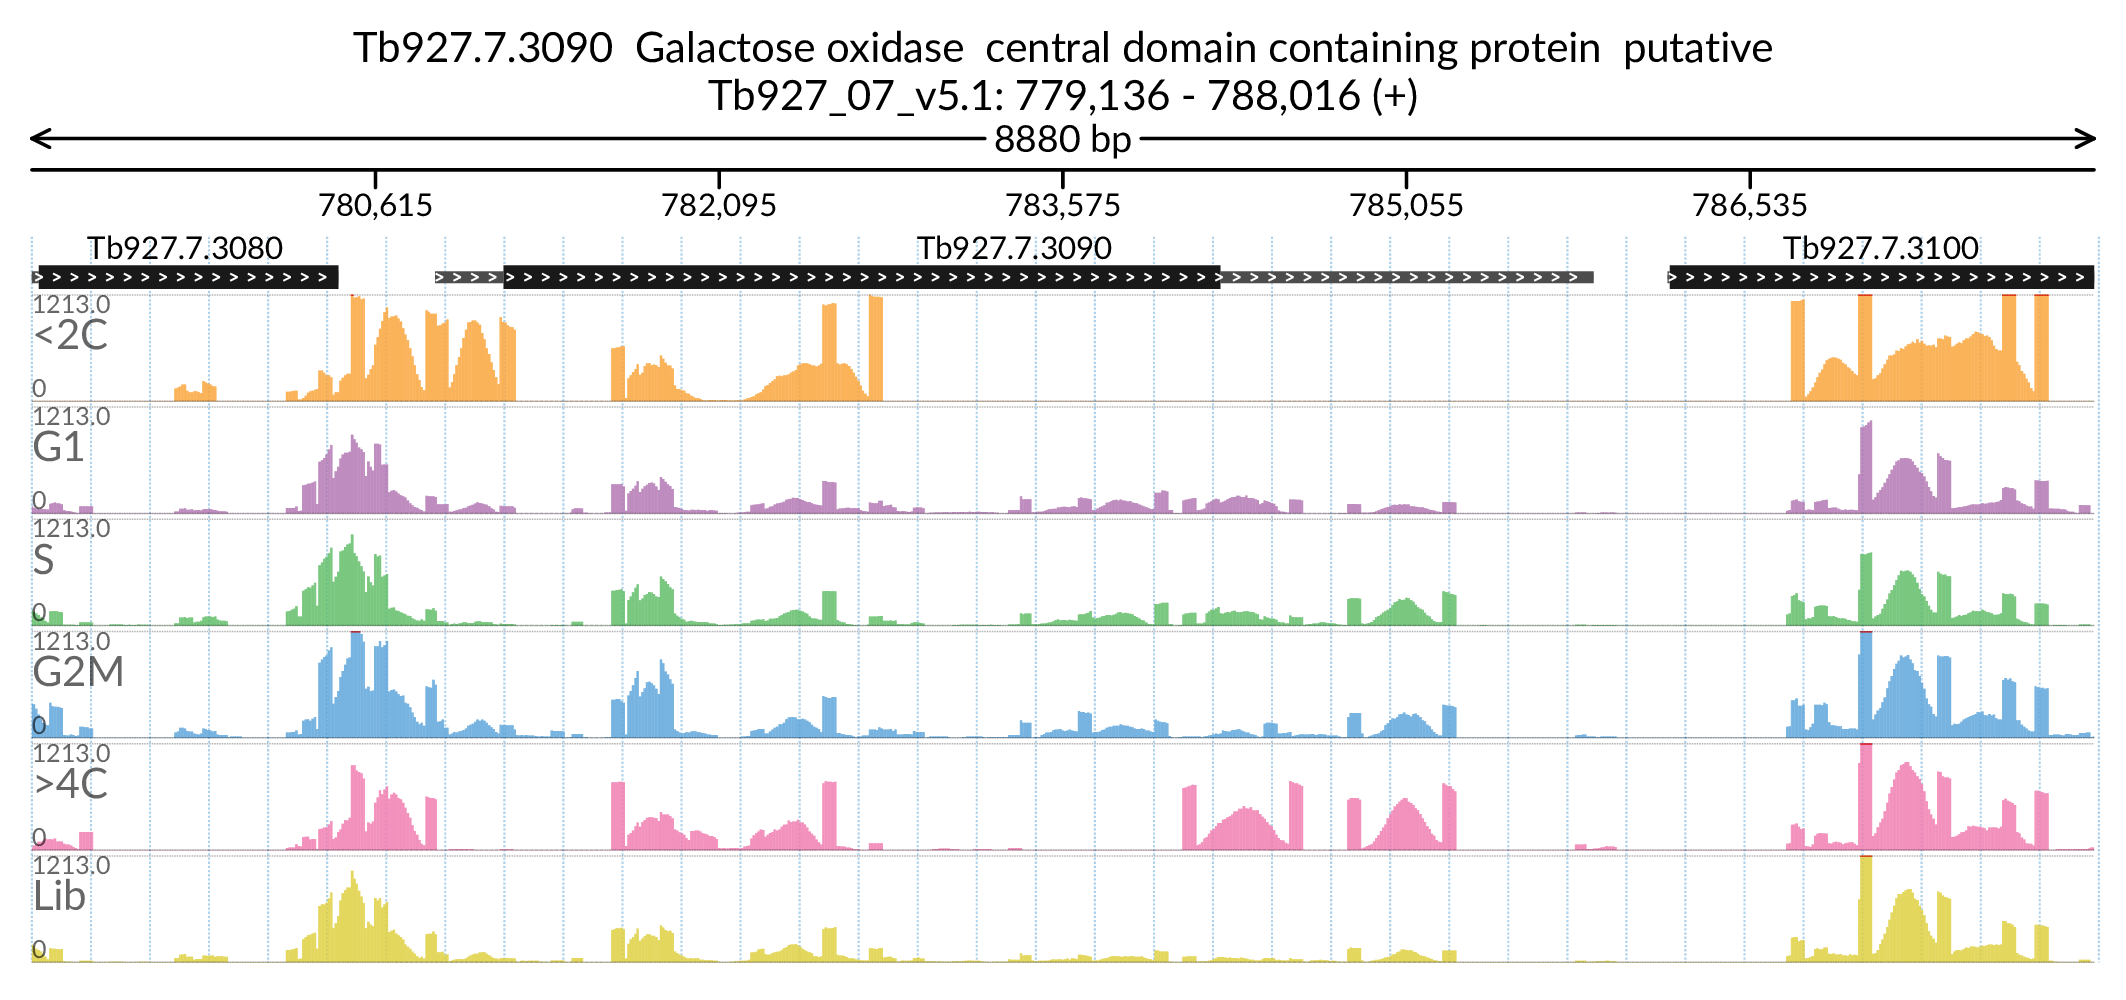 Tb927.7.3090  Galactose oxidase  central domain containing protein  putative
Tb927_07_v5.1: 779,136 - 788,016 (+)
8880 bp
780,615 782,095 783,575 785,055 786,535
Tb927.7.3080 Tb927.7.3090 Tb927.7.3100
1213.0
<2C
0
1213.0
G1
0
1213.0
S
0
1213.0
G2M
0
1213.0
>4C
0
1213.0
Lib
0